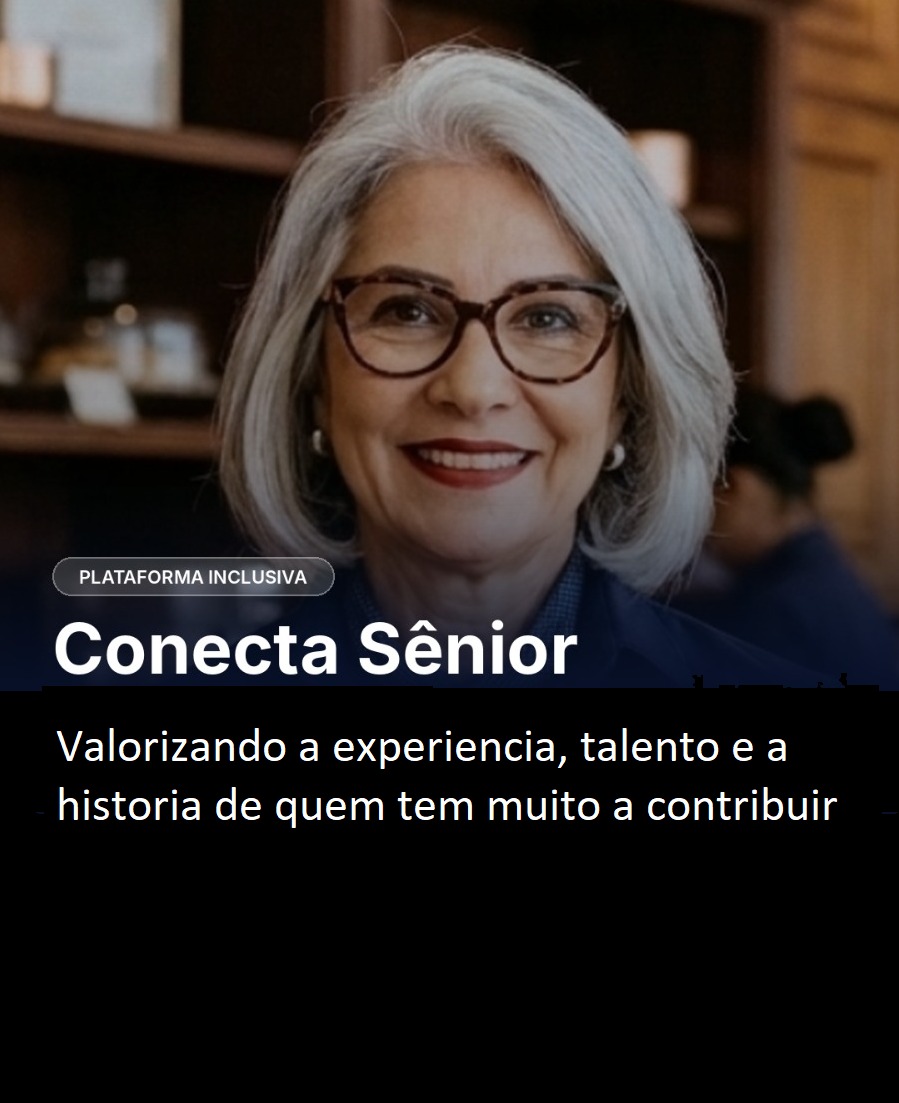 PLATAFORMA INCLUSIVA
Conecta Sênior
Valorizando a experiencia, talento e a
historia de quem tem muito a contribuir